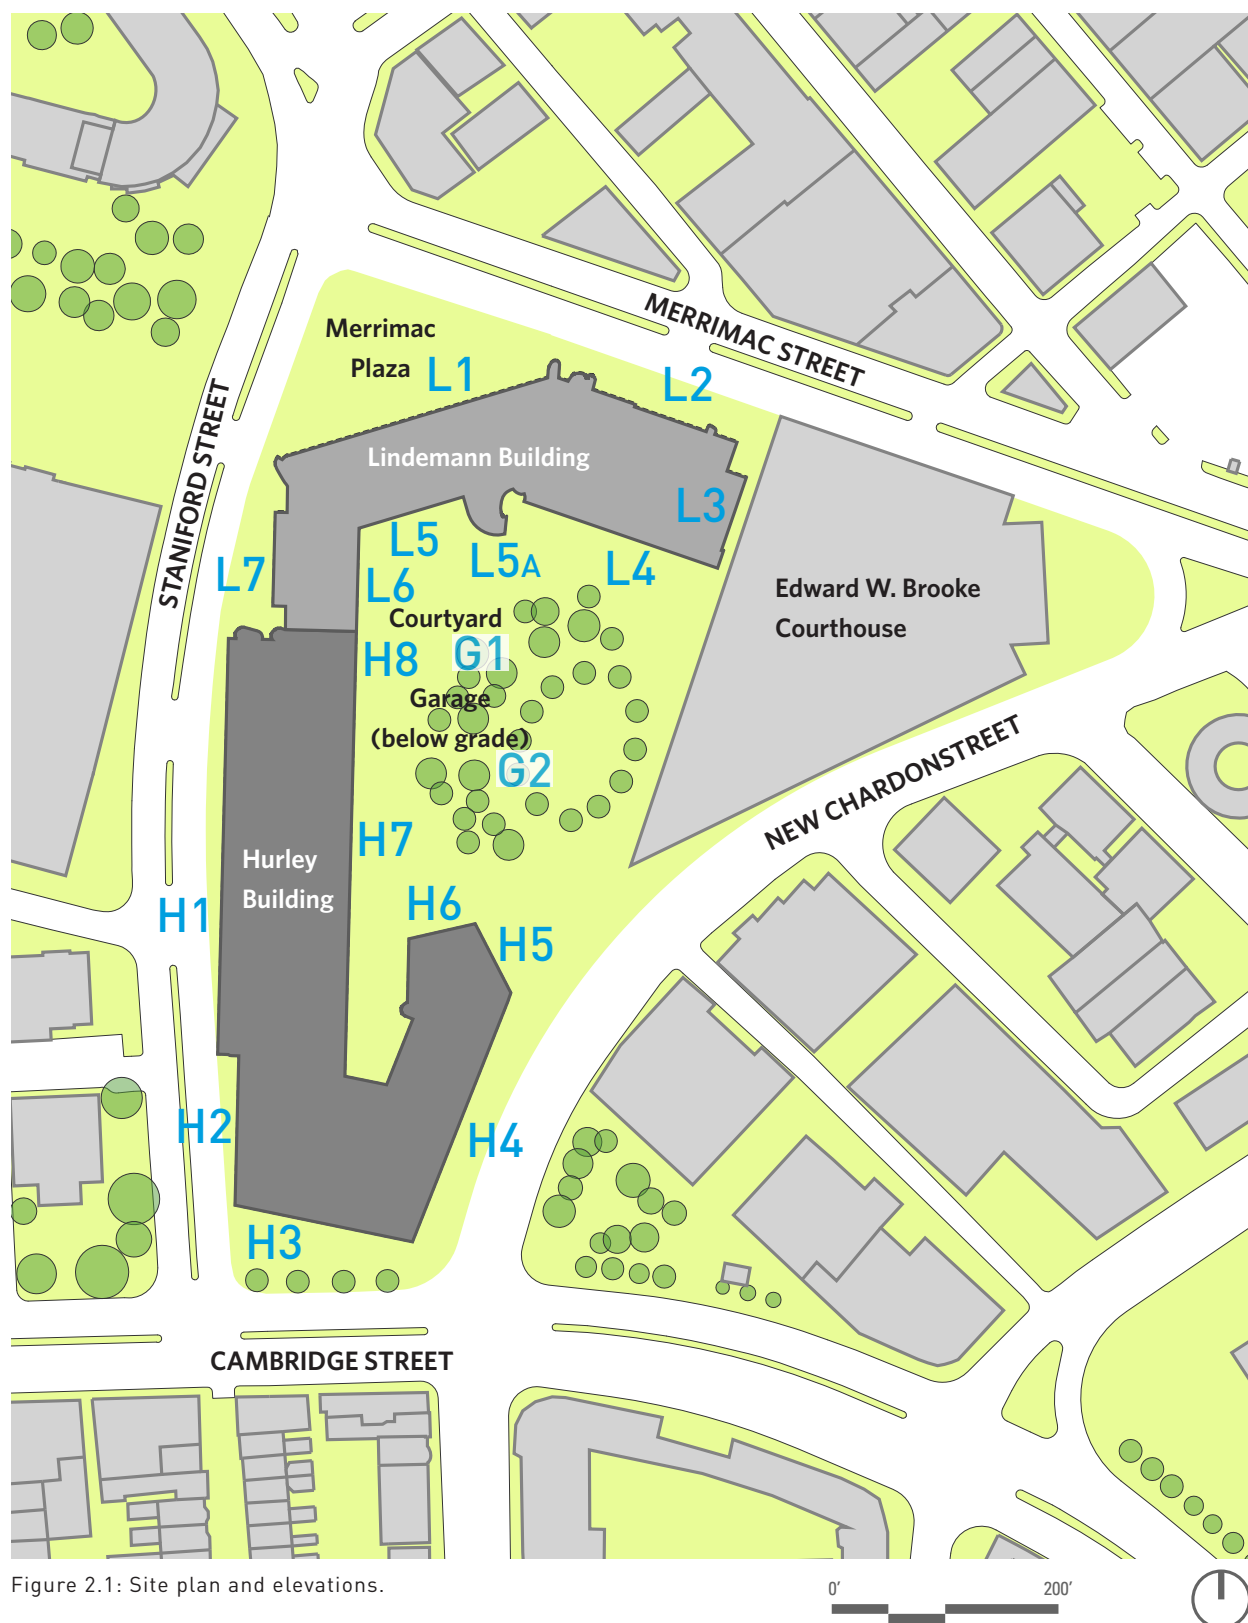 MERRIMAC STREET
Merrimac
Plaza
L1
L2
STANIFORD STREET
Lindemann Building
L3
L5
L5A
L4
L7
L6
Edward W. Brooke
Courthouse
Courtyard
H8
G1
Garage
(below grade)
G2
NEW CHARDONSTREET
H7
Hurley
Building
H6
H1
H5
H2
H4
H3
CAMBRIDGE STREET
Figure 2.1: Site plan and elevations.
0'
200'